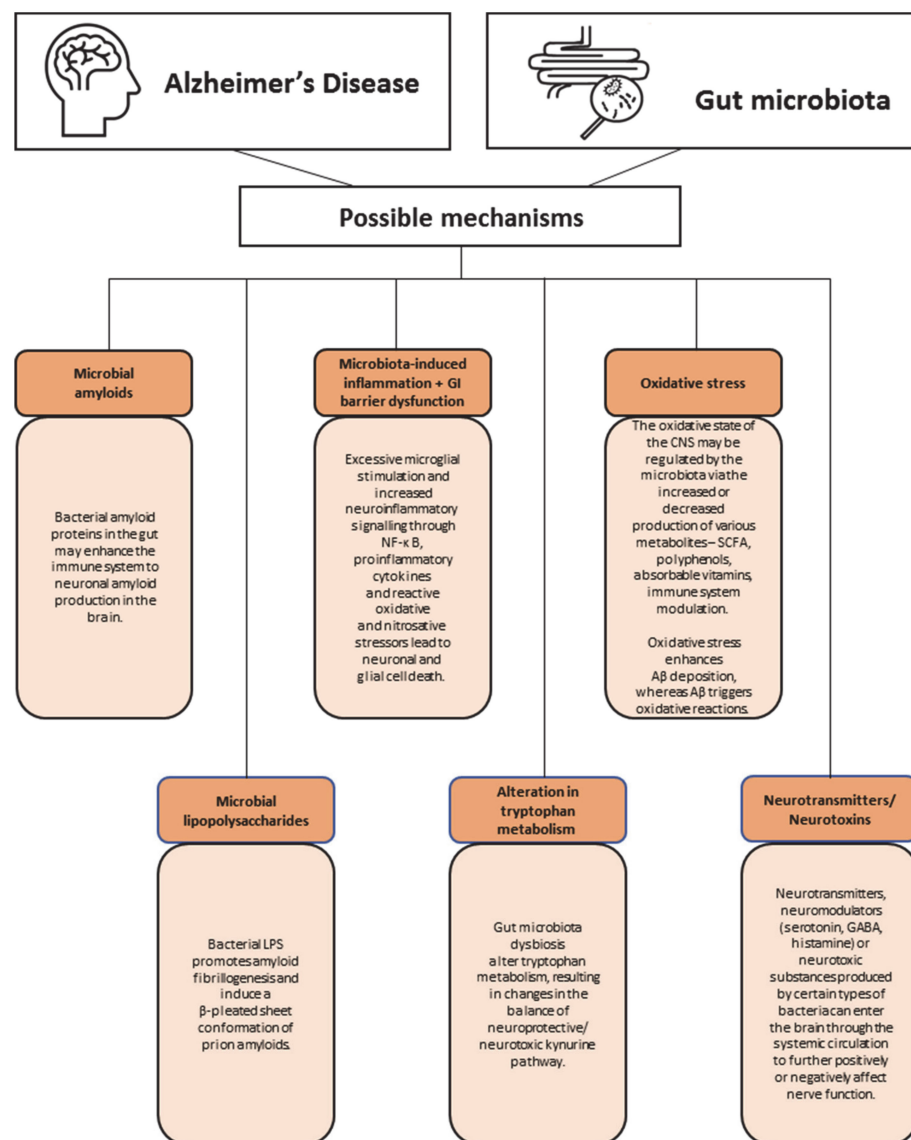 Alzheimer's Disease
Gut microbiota
Possible mechanisms
Microbial
amyloids
Bacterial amyloid
proteins in the gut
may enhance the
immune system to
neuronal amyloid
production in the
brain.
Microbiota-induced
inflammation + GI
barrier dysfunction
Excessive microglial
stimulation and
increased
neuroinflammatory
signalling through
NF-κ B,
proinflammatory
cytokines
and reactive
oxidative
and nitrosative
stressors lead to
neuronal and
glial cell death.
Oxidative stress
The oxidative state of
the CNS may be
regulated by the
microbiota via the
increased or
decreased
production of various
metabolites– SCFA,
polyphenols,
absorbable vitamins,
immune system
modulation.
Oxidative stress
enhances
Aβ deposition,
whereas Aβ triggers
oxidative reactions.
Microbial
lipopolysaccharides
Bacterial LPS
promotes amyloid
fibrillogenesis and
induce a
β-pleated sheet
conformation of
prion amyloids.
Alteration in
tryptophan
metabolism
Gut microbiota
dysbiosis
alter tryptophan
metabolism, resulting
in changes in the
balance of
neuroprotective/
neurotoxic kynurine
pathway.
Neurotransmitters/
Neurotoxins
Neurotransmitters,
neuromodulators
(serotonin, GABA,
histamine) or
neurotoxic
substances produced
by certain types of
bacteria can enter
the brain through the
systemic circulation
to further positively
or negatively affect
nerve function.